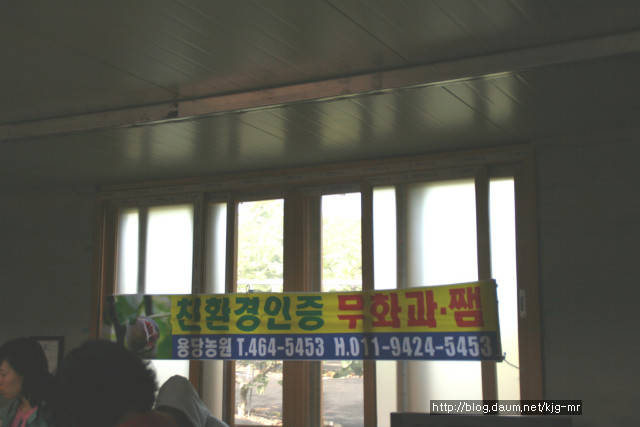 친환경인증 무화과·쨈
용당농원 T.464-5453 H.011-9424-5453
http://blog.daum.net/kjg-mr